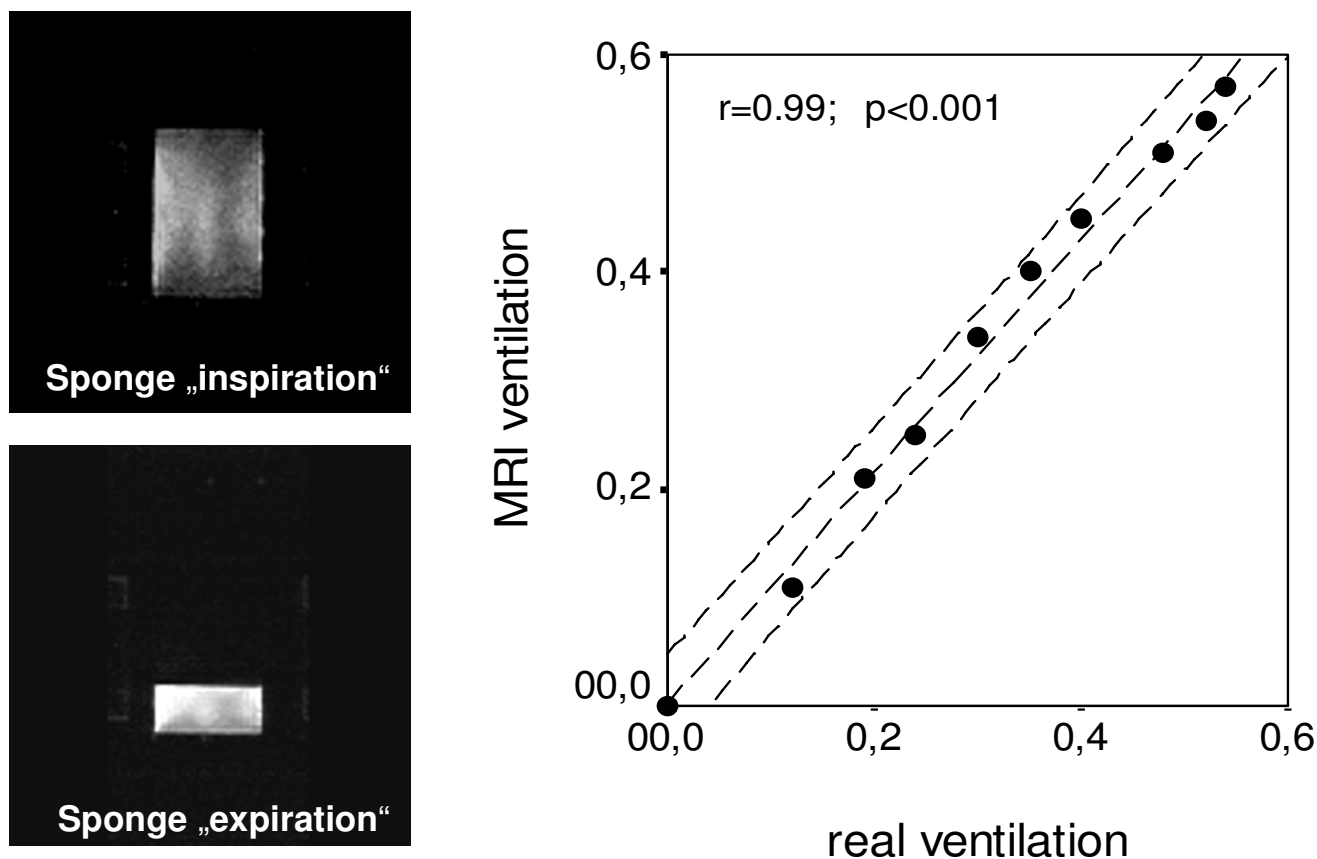 Sponge „inspiration“
Sponge „expiration“
r=0.99; p<0.001
MRI ventilation
0,6
0,4
0,2
00,0
00,0 0,2 0,4 0,6
real ventilation